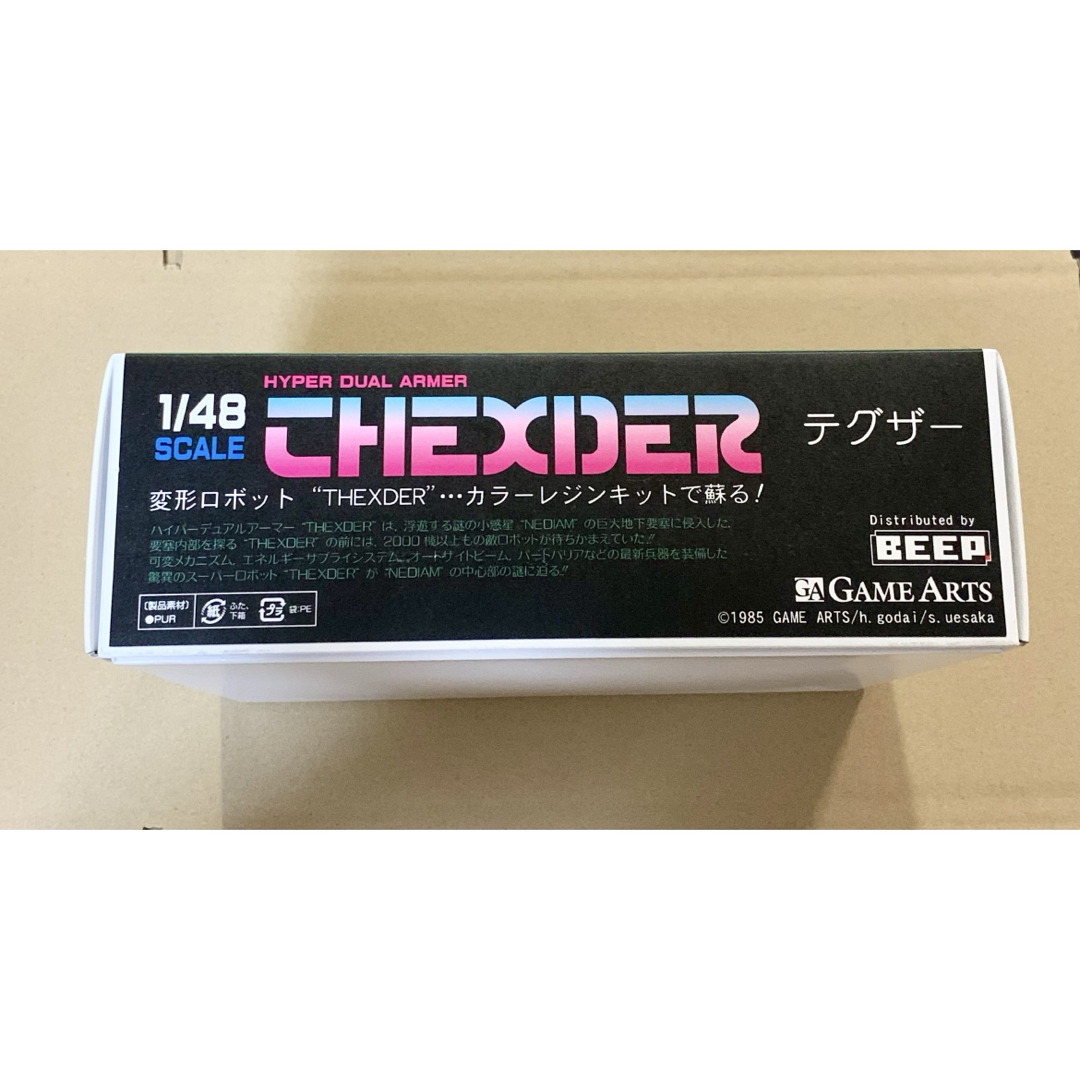 HYPER DUAL ARMER
1/48
SCALE
THEXDER
テグザー
変形ロボット “THEXDER”…カラーレジンキットで蘇る!
ハイパーデュアルアーマー “THEXDER” は、浮遊する謎の小惑星 “NEDIAM” の巨大地下要塞に侵入した。
要塞内部を探る “THEXDER” の前には、2000 機以上もの敵ロボットが待ちかまえていた!!
可変メカニズム、エネルギーサプライシステム、オートサイトビーム、バードバリアなどの最新兵器を装備した
驚異のスーパーロボット “THEXDER” が “NEDIAM” の中心部の謎に迫る!!
Distributed by
BEEP.
GA GAME ARTS
©1985 GAME ARTS/h.godai/s.uesaka
〔製品素材〕
●PUR
紙
ふた、
下箱
プラ
袋:PE